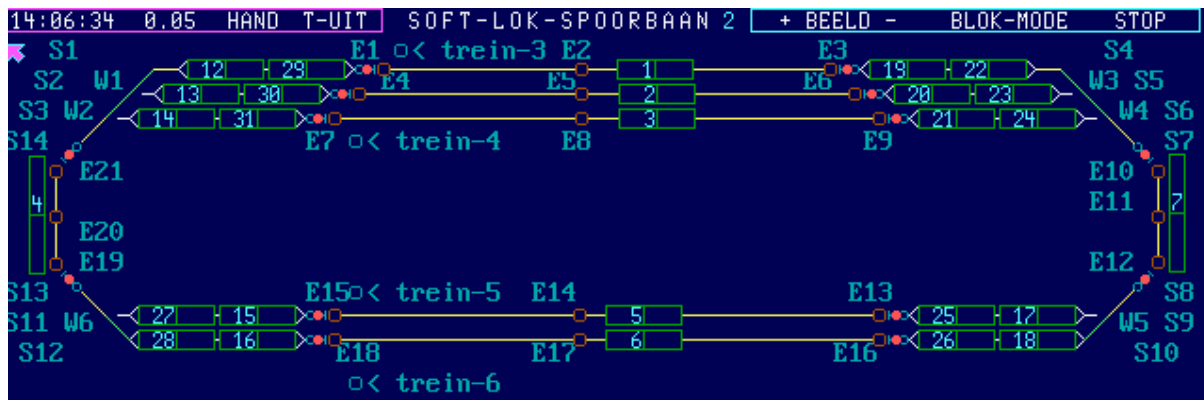 14:06:34 0.05 HAND T-UIT SOFT-LOK-SPOORBAAN 2 + BEELD - BLOK-MODE STOP
S1 E1 < trein-3 E2 E3 S4
12 29 1 19 22
S2 W1 E4 E5 E6 W3 S5
13 30 2 20 23
S3 W2 W4 S6
14 31 3 21 24
S14 E7 < trein-4 E8 E9 S7
E21 E10
4 E11 7
E20
E19 E12
S13 E15 < trein-5 E14 E13 S8
27 15 5 25 17
S11 W6 W5 S9
28 16 6 26 18
S12 E18 E17 E16 S10
< trein-6